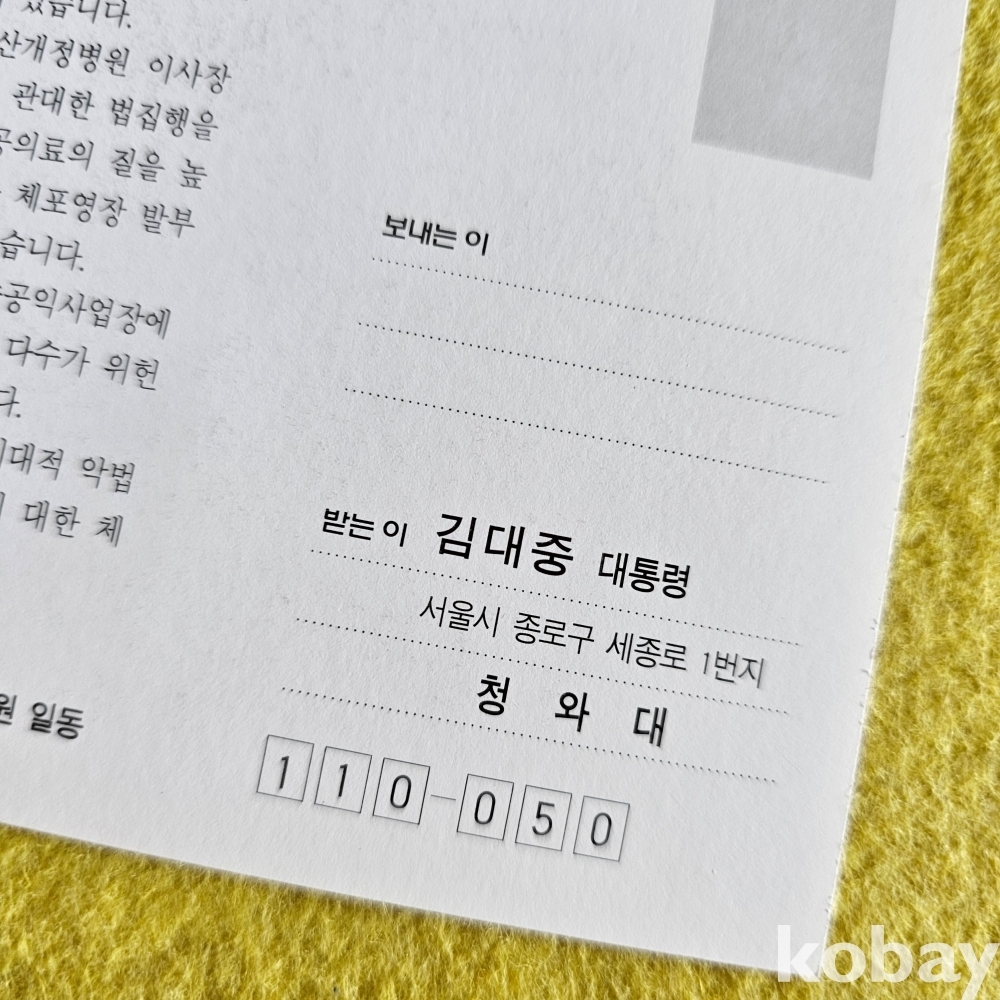 있습니다.
산개정병원 이사장
관대한 법집행을
공의료의 질을 높
체포영장 발부
습니다.
공익사업장에
다수가 위헌
다.
대적 악법
대한 체
원 일동
보내는 이
받는 이 김대중 대통령
서울시 종로구 세종로 1번지
청 와 대
110-050
kobay